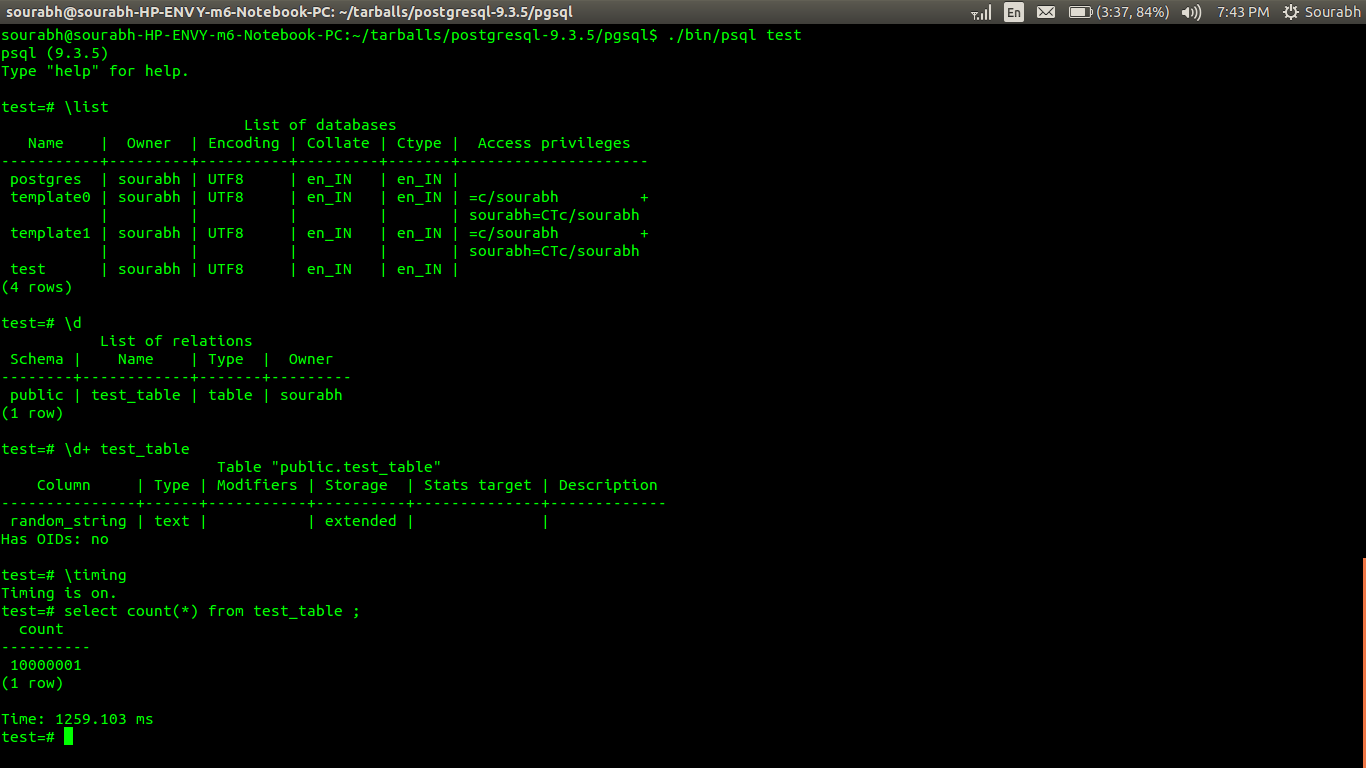 sourabh@sourabh-HP-ENVY-m6-Notebook-PC: ~/tarballs/postgresql-9.3.5/pgsql En (3:37, 84%) 7:43 PM Sourabh
sourabh@sourabh-HP-ENVY-m6-Notebook-PC:~/tarballs/postgresql-9.3.5/pgsql$ ./bin/psql test
psql (9.3.5)
Type "help" for help.

test=# \list
                           List of databases
   Name    |  Owner  | Encoding | Collate | Ctype |  Access privileges
-----------+---------+----------+---------+-------+---------------------
 postgres  | sourabh | UTF8     | en_IN   | en_IN |
 template0 | sourabh | UTF8     | en_IN   | en_IN | =c/sourabh         +
           |         |          |         |       | sourabh=CTc/sourabh
 template1 | sourabh | UTF8     | en_IN   | en_IN | =c/sourabh         +
           |         |          |         |       | sourabh=CTc/sourabh
 test      | sourabh | UTF8     | en_IN   | en_IN |
(4 rows)

test=# \d
           List of relations
 Schema |    Name    | Type  |  Owner
--------+------------+-------+---------
 public | test_table | table | sourabh
(1 row)

test=# \d+ test_table
                        Table "public.test_table"
    Column     | Type | Modifiers | Storage  | Stats target | Description
---------------+------+-----------+----------+--------------+-------------
 random_string | text |           | extended |              |
Has OIDs: no

test=# \timing
Timing is on.
test=# select count(*) from test_table ;
  count
----------
 10000001
(1 row)

Time: 1259.103 ms
test=#